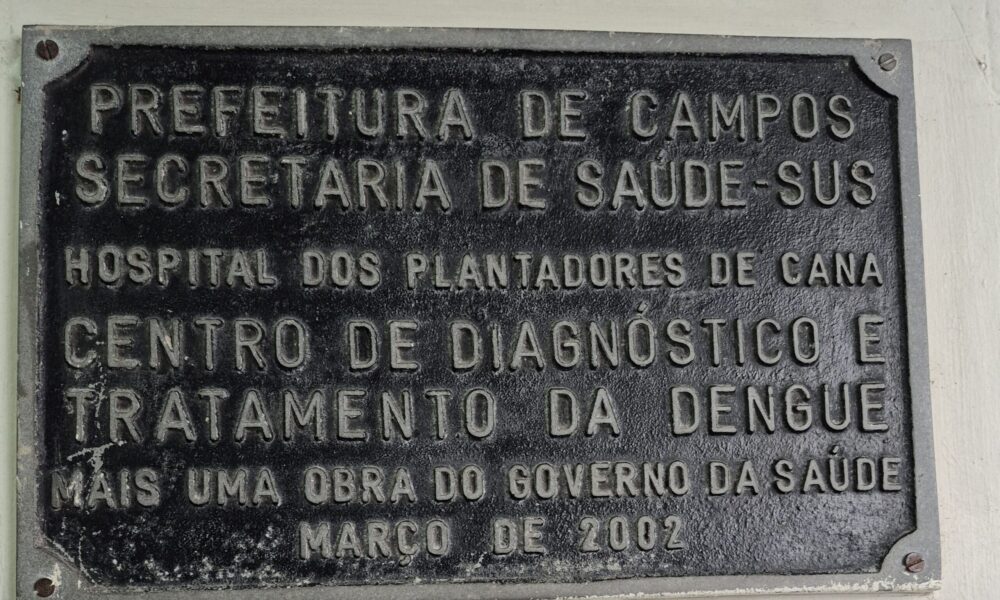 PREFEITURA DE CAMPOS
SECRETARIA DE SAÚDE-SUS
HOSPITAL DOS PLANTADORES DE CANA
CENTRO DE DIAGNÓSTICO E
TRATAMENTO DA DENGUE
MAIS UMA OBRA DO GOVERNO DA SAÚDE
MARÇO DE 2002